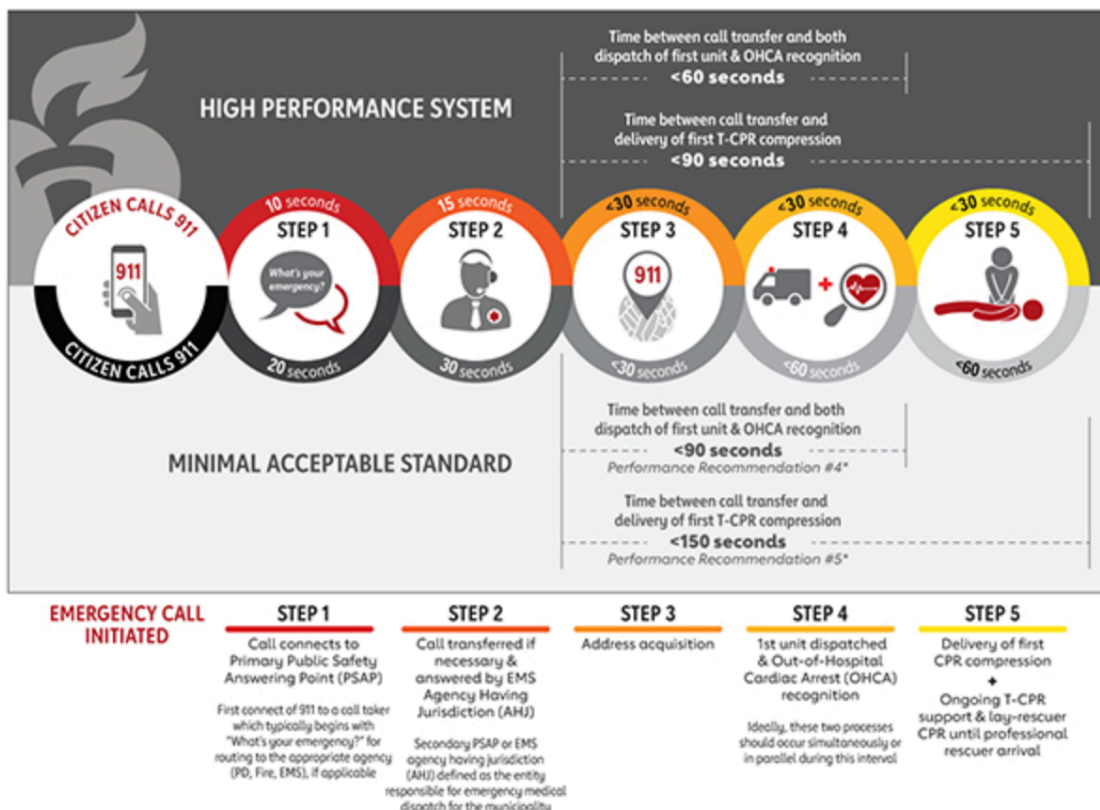 Time between call transfer and both
dispatch of first unit & OHCA recognition
<60 seconds
HIGH PERFORMANCE SYSTEM
Time between call transfer and
delivery of first T-CPR compression
<90 seconds
CITIZEN CALLS 911
10 seconds
15 seconds
<30 seconds
<30 seconds
<30 seconds
STEP 1
STEP 2
STEP 3
STEP 4
STEP 5
911
What's your
emergency?
911
CITIZEN CALLS 911
20 seconds
30 seconds
<30 seconds
<60 seconds
<60 seconds
Time between call transfer and both
dispatch of first unit & OHCA recognition
<90 seconds
Performance Recommendation #4*
MINIMAL ACCEPTABLE STANDARD
Time between call transfer and
delivery of first T-CPR compression
<150 seconds
Performance Recommendation #5*
EMERGENCY CALL
INITIATED
STEP 1
Call connects to
Primary Public Safety
Answering Point (PSAP)
First connect of 911 to a call taker
which typically begins with
"What's your emergency?" for
routing to the appropriate agency
(PD, Fire, EMS), if applicable
STEP 2
Call transferred if
necessary &
answered by EMS
Agency Having
Jurisdiction (AHJ)
Secondary PSAP or EMS
agency having jurisdiction
(AHJ) defined as the entity
responsible for emergency medical
dispatch for the municipality
STEP 3
Address acquisition
STEP 4
1st unit dispatched
& Out-of-Hospital
Cardiac Arrest (OHCA)
recognition
Ideally, these two processes
should occur simultaneously or
in parallel during this interval
STEP 5
Delivery of first
CPR compression
+
Ongoing T-CPR
support & lay-rescuer
CPR until professional
rescuer arrival